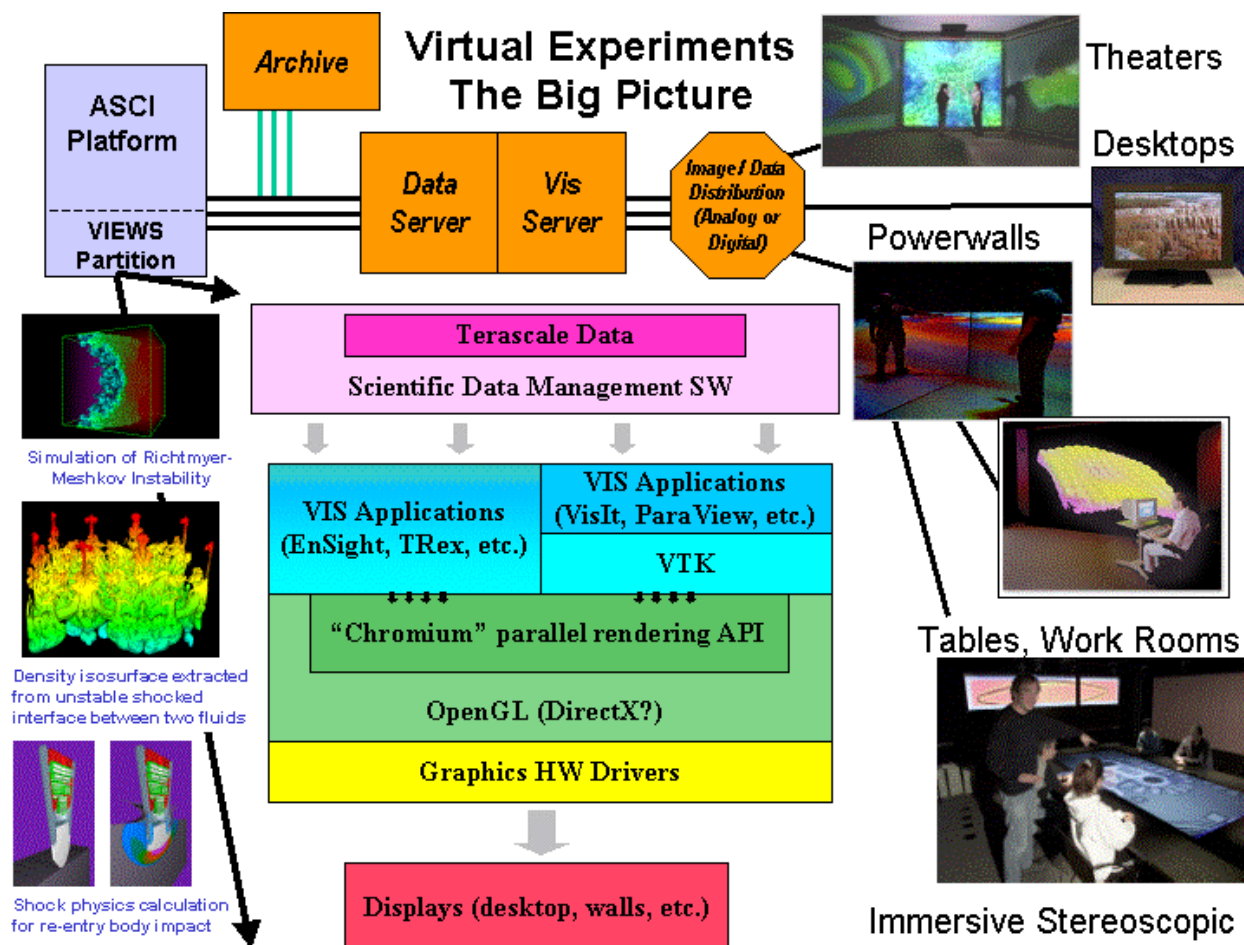 Virtual Experiments
The Big Picture
Archive
ASCI
Platform
VIEWS
Partition
Data
Server
Vis
Server
Image / Data
Distribution
(Analog or
Digital)
Theaters
Desktops
Powerwalls
Terascale Data
Scientific Data Management SW
Simulation of Richtmyer-
Meshkov Instability
VIS Applications
(EnSight, TRex, etc.)
VIS Applications
(VisIt, ParaView, etc.)
VTK
“Chromium” parallel rendering API
OpenGL (DirectX?)
Graphics HW Drivers
Displays (desktop, walls, etc.)
Density isosurface extracted
from unstable shocked
interface between two fluids
Shock physics calculation
for re-entry body impact
Tables, Work Rooms
Immersive Stereoscopic